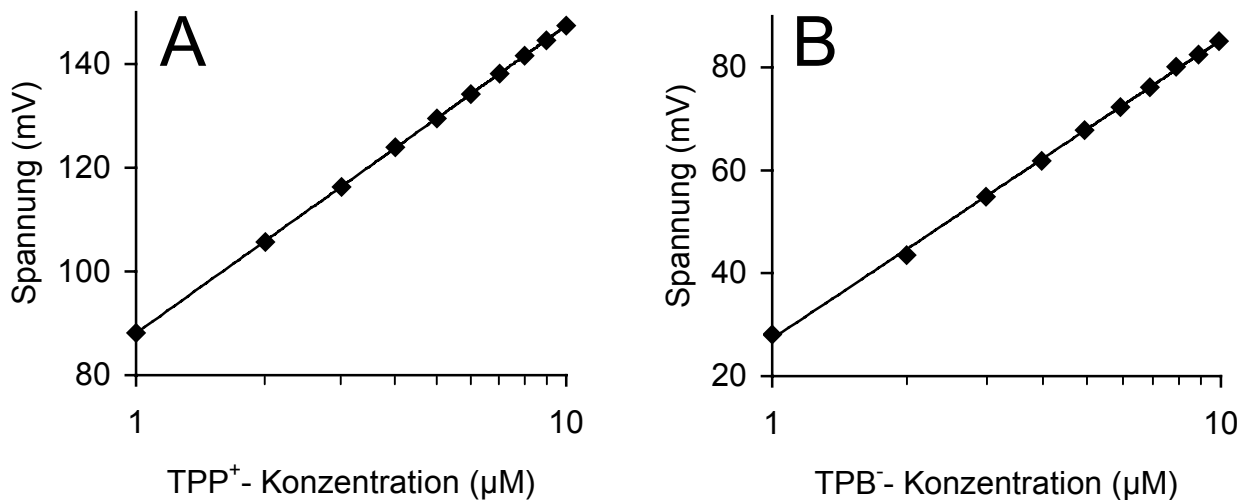 A
Spannung (mV)
140
120
100
80
1
10
TPP⁺- Konzentration (µM)
B
Spannung (mV)
80
60
40
20
1
10
TPB⁻- Konzentration (µM)